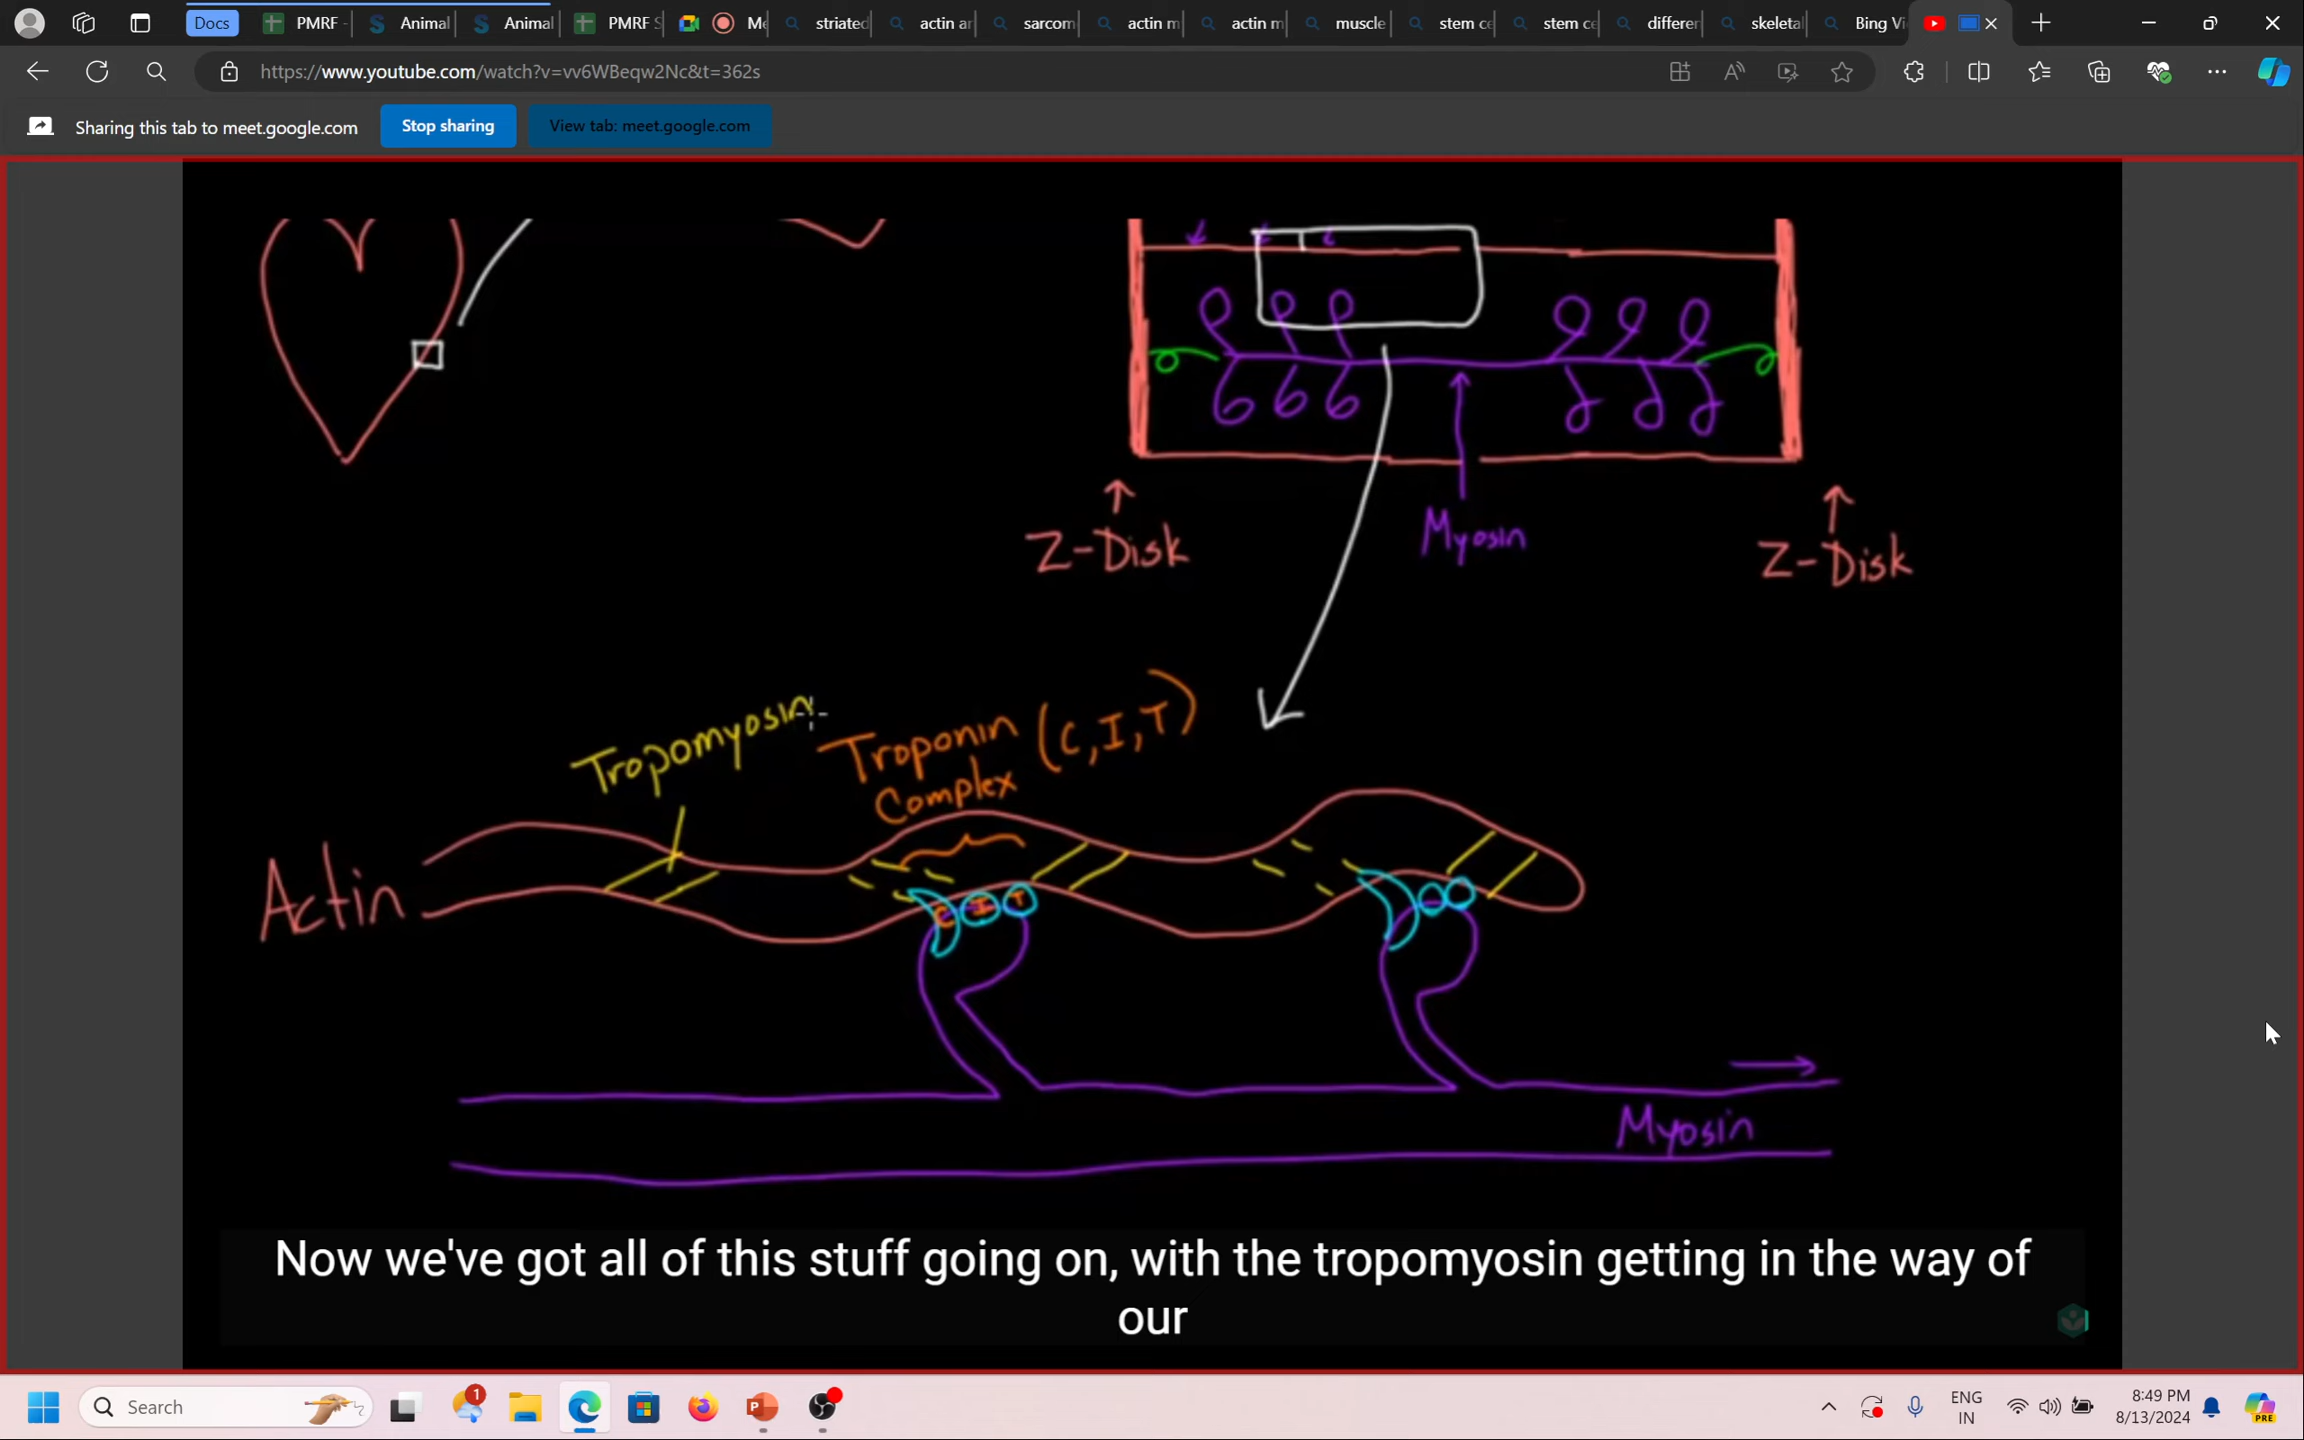 Docs PMRF - Animal Animal PMRF S Me striated actin ar sarcom actin m actin m muscle stem ce stem ce differer skeletal Bing Vi
https://www.youtube.com/watch?v=vv6WBeqw2Nc&t=362s
Sharing this tab to meet.google.com Stop sharing View tab: meet.google.com
Z-Disk Myosin Z-Disk
Tropomyosin Troponin (C, I, T)
Complex
Actin
C I T
Myosin
Now we've got all of this stuff going on, with the tropomyosin getting in the way of
our
Search 1 ENG 8:49 PM
IN 8/13/2024 PRE